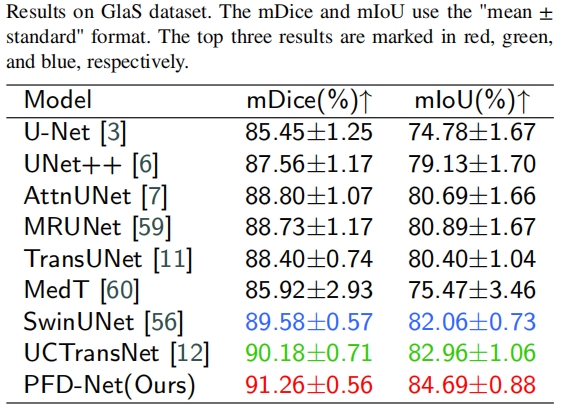 Results on GlaS dataset. The mDice and mIoU use the "mean ±
standard" format. The top three results are marked in red, green,
and blue, respectively.
Model mDice(%)↑ mIoU(%)↑
U-Net [3] 85.45±1.25 74.78±1.67
UNet++ [6] 87.56±1.17 79.13±1.70
AttnUNet [7] 88.80±1.07 80.69±1.66
MRUNet [59] 88.73±1.17 80.89±1.67
TransUNet [11] 88.40±0.74 80.40±1.04
MedT [60] 85.92±2.93 75.47±3.46
SwinUNet [56] 89.58±0.57 82.06±0.73
UCTransNet [12] 90.18±0.71 82.96±1.06
PFD-Net(Ours) 91.26±0.56 84.69±0.88